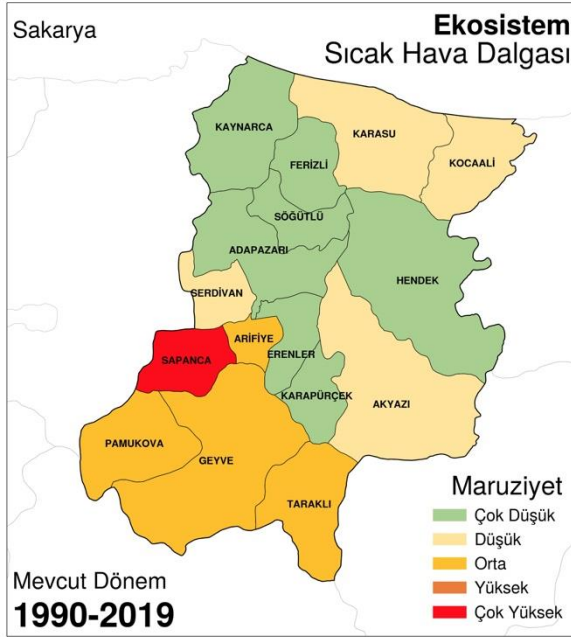 Sakarya
Ekosistem
Sıcak Hava Dalgası
KAYNARCA
KARASU
FERİZLİ
KOCAALİ
SÖĞÜTLÜ
ADAPAZARI
HENDEK
SERDİVAN
ARİFİYE
SAPANCA
ERENLER
KARAPÜRÇEK
AKYAZI
PAMUKOVA
GEYVE
TARAKLI
Maruziyet
Çok Düşük
Düşük
Orta
Yüksek
Çok Yüksek
Mevcut Dönem
1990-2019